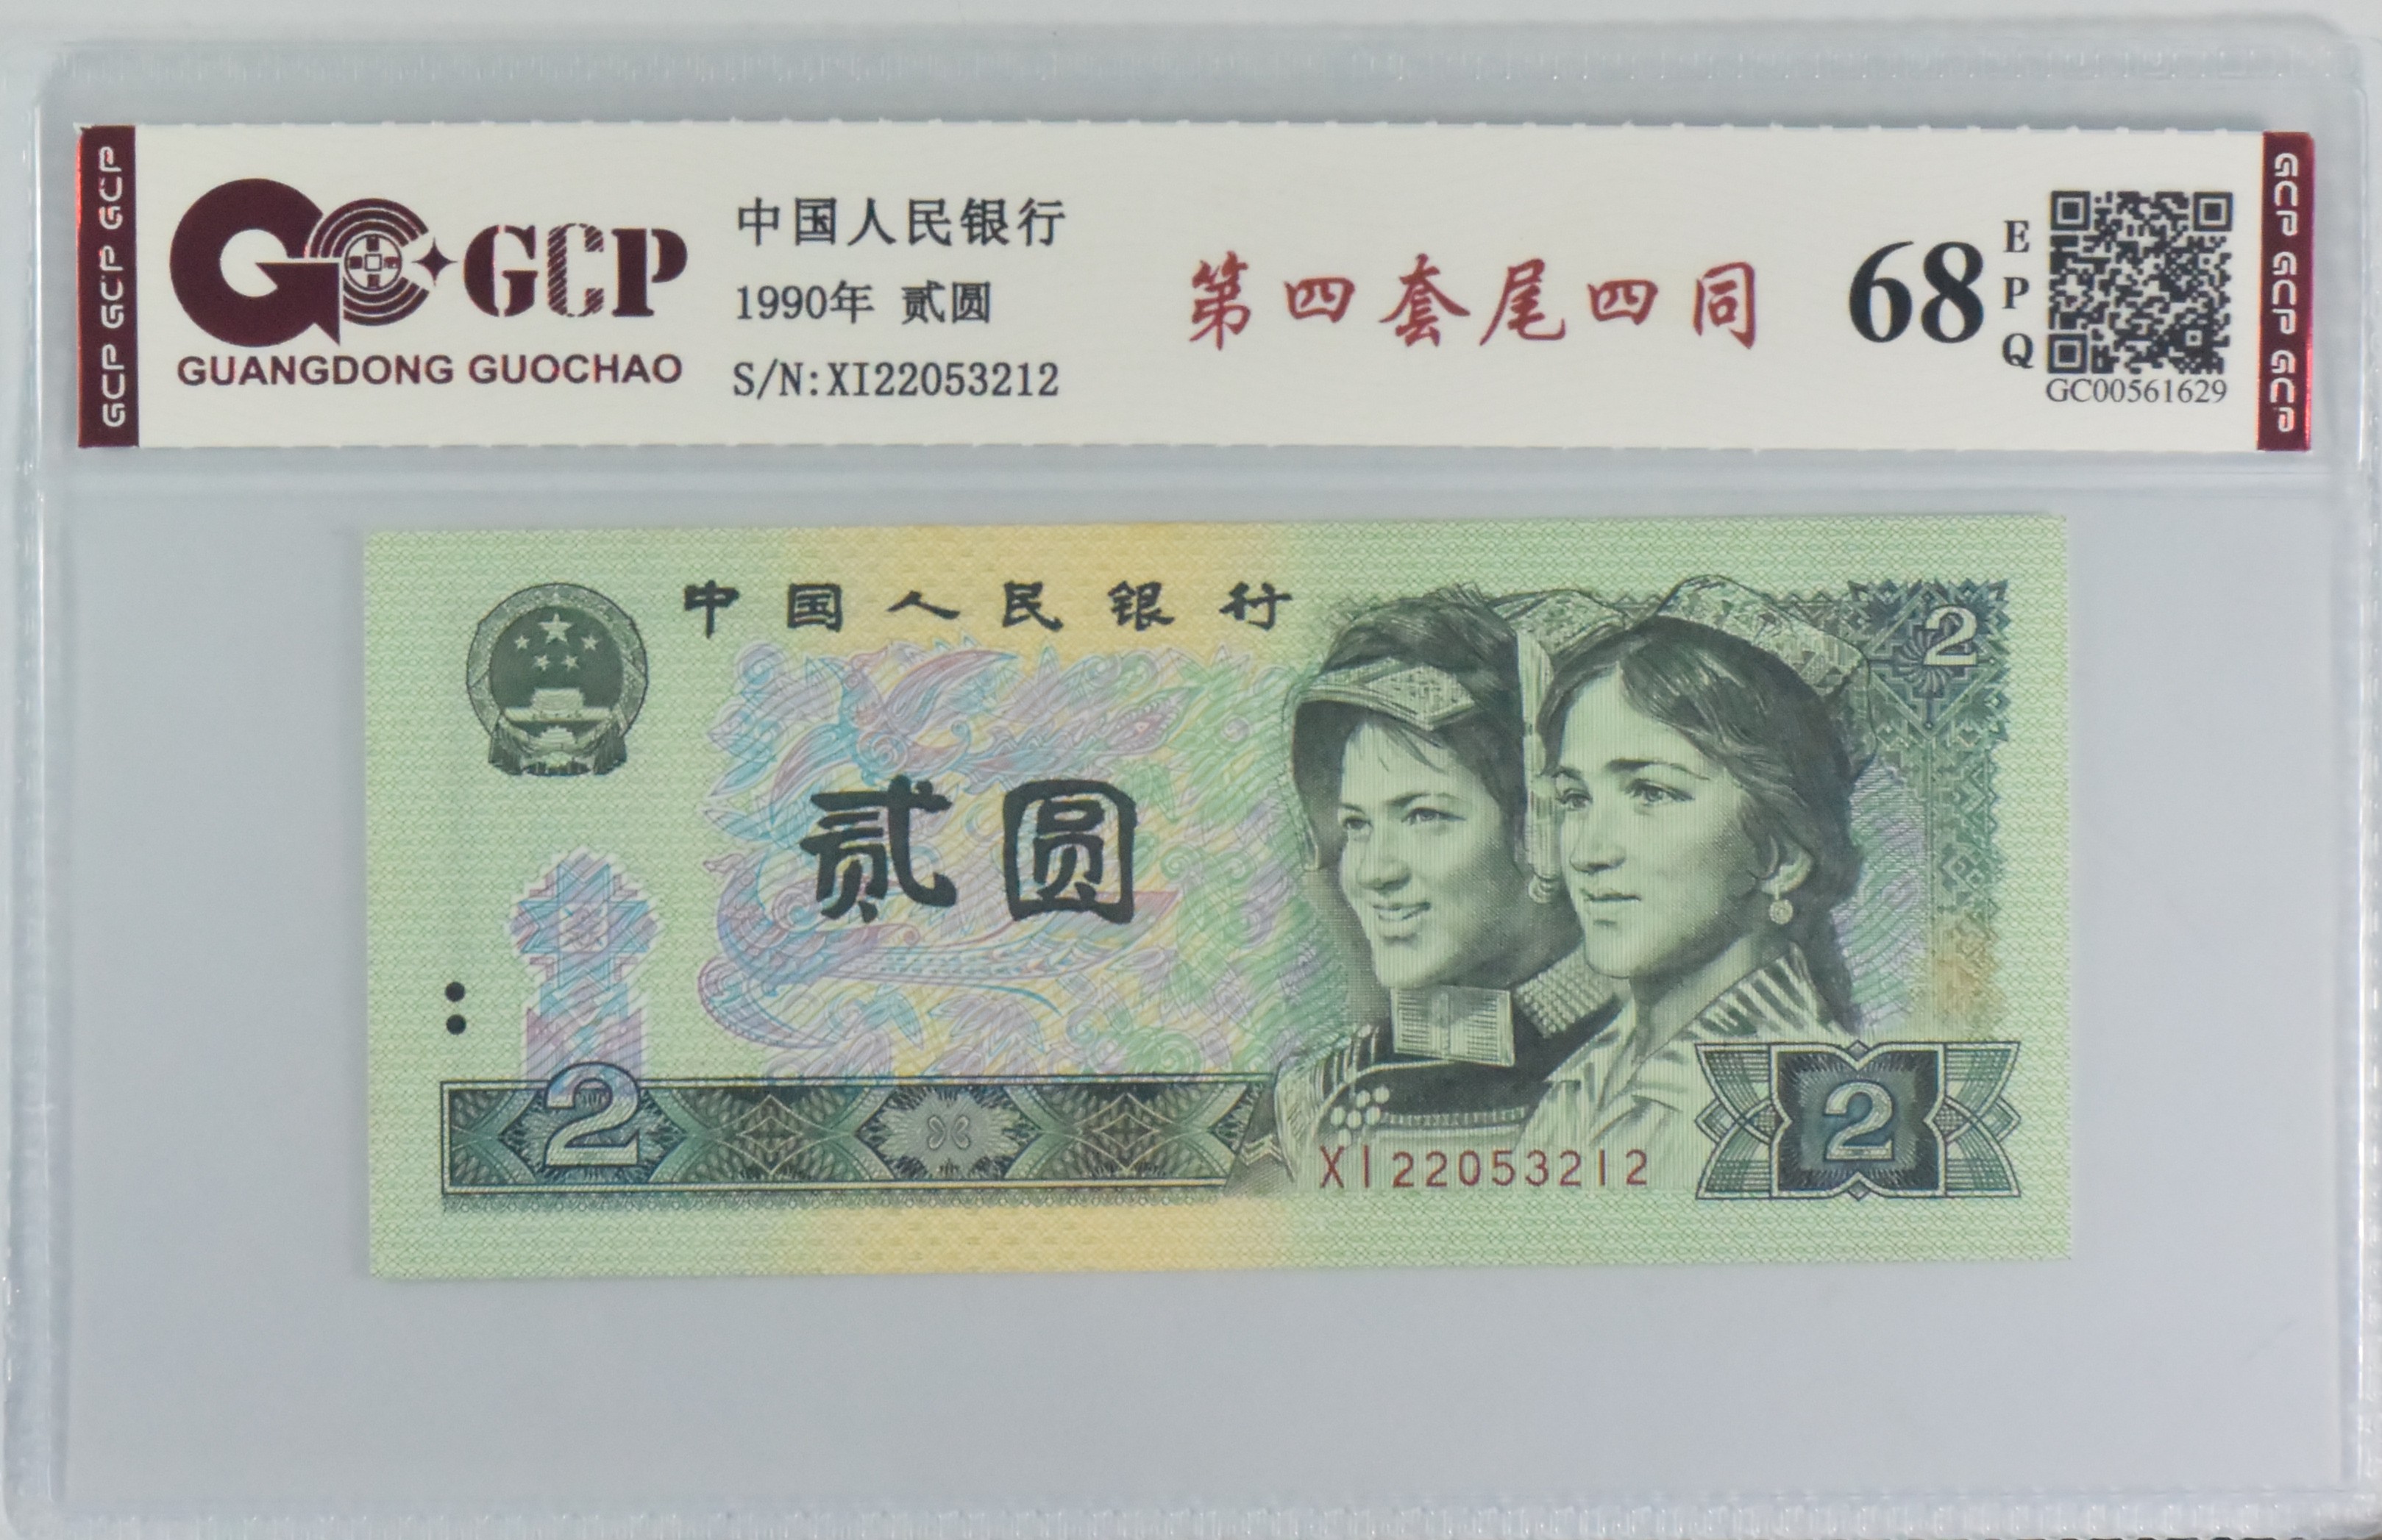 GCP GCP GCP
GCP
GUANGDONG GUOCHAO
中国人民银行
1990年 贰圆
S/N:XI22053212
第四套尾四同
68
E
P
Q
GC00561629
GCP GCP GCP
中国人民银行
2
贰圆
2
XI22053212
2